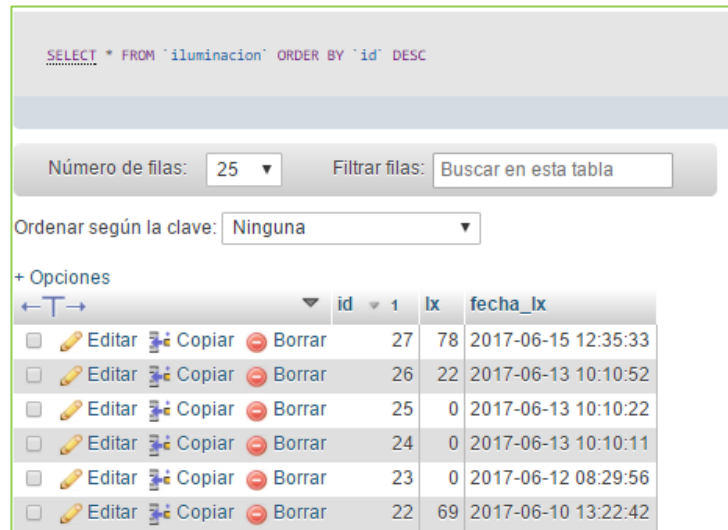 SELECT * FROM `iluminacion` ORDER BY `id` DESC
Número de filas: 25 Filtrar filas: Buscar en esta tabla
Ordenar según la clave: Ninguna
+ Opciones
←T→ id 1 lx fecha_lx
Editar Copiar Borrar 27 78 2017-06-15 12:35:33
Editar Copiar Borrar 26 22 2017-06-13 10:10:52
Editar Copiar Borrar 25 0 2017-06-13 10:10:22
Editar Copiar Borrar 24 0 2017-06-13 10:10:11
Editar Copiar Borrar 23 0 2017-06-12 08:29:56
Editar Copiar Borrar 22 69 2017-06-10 13:22:42